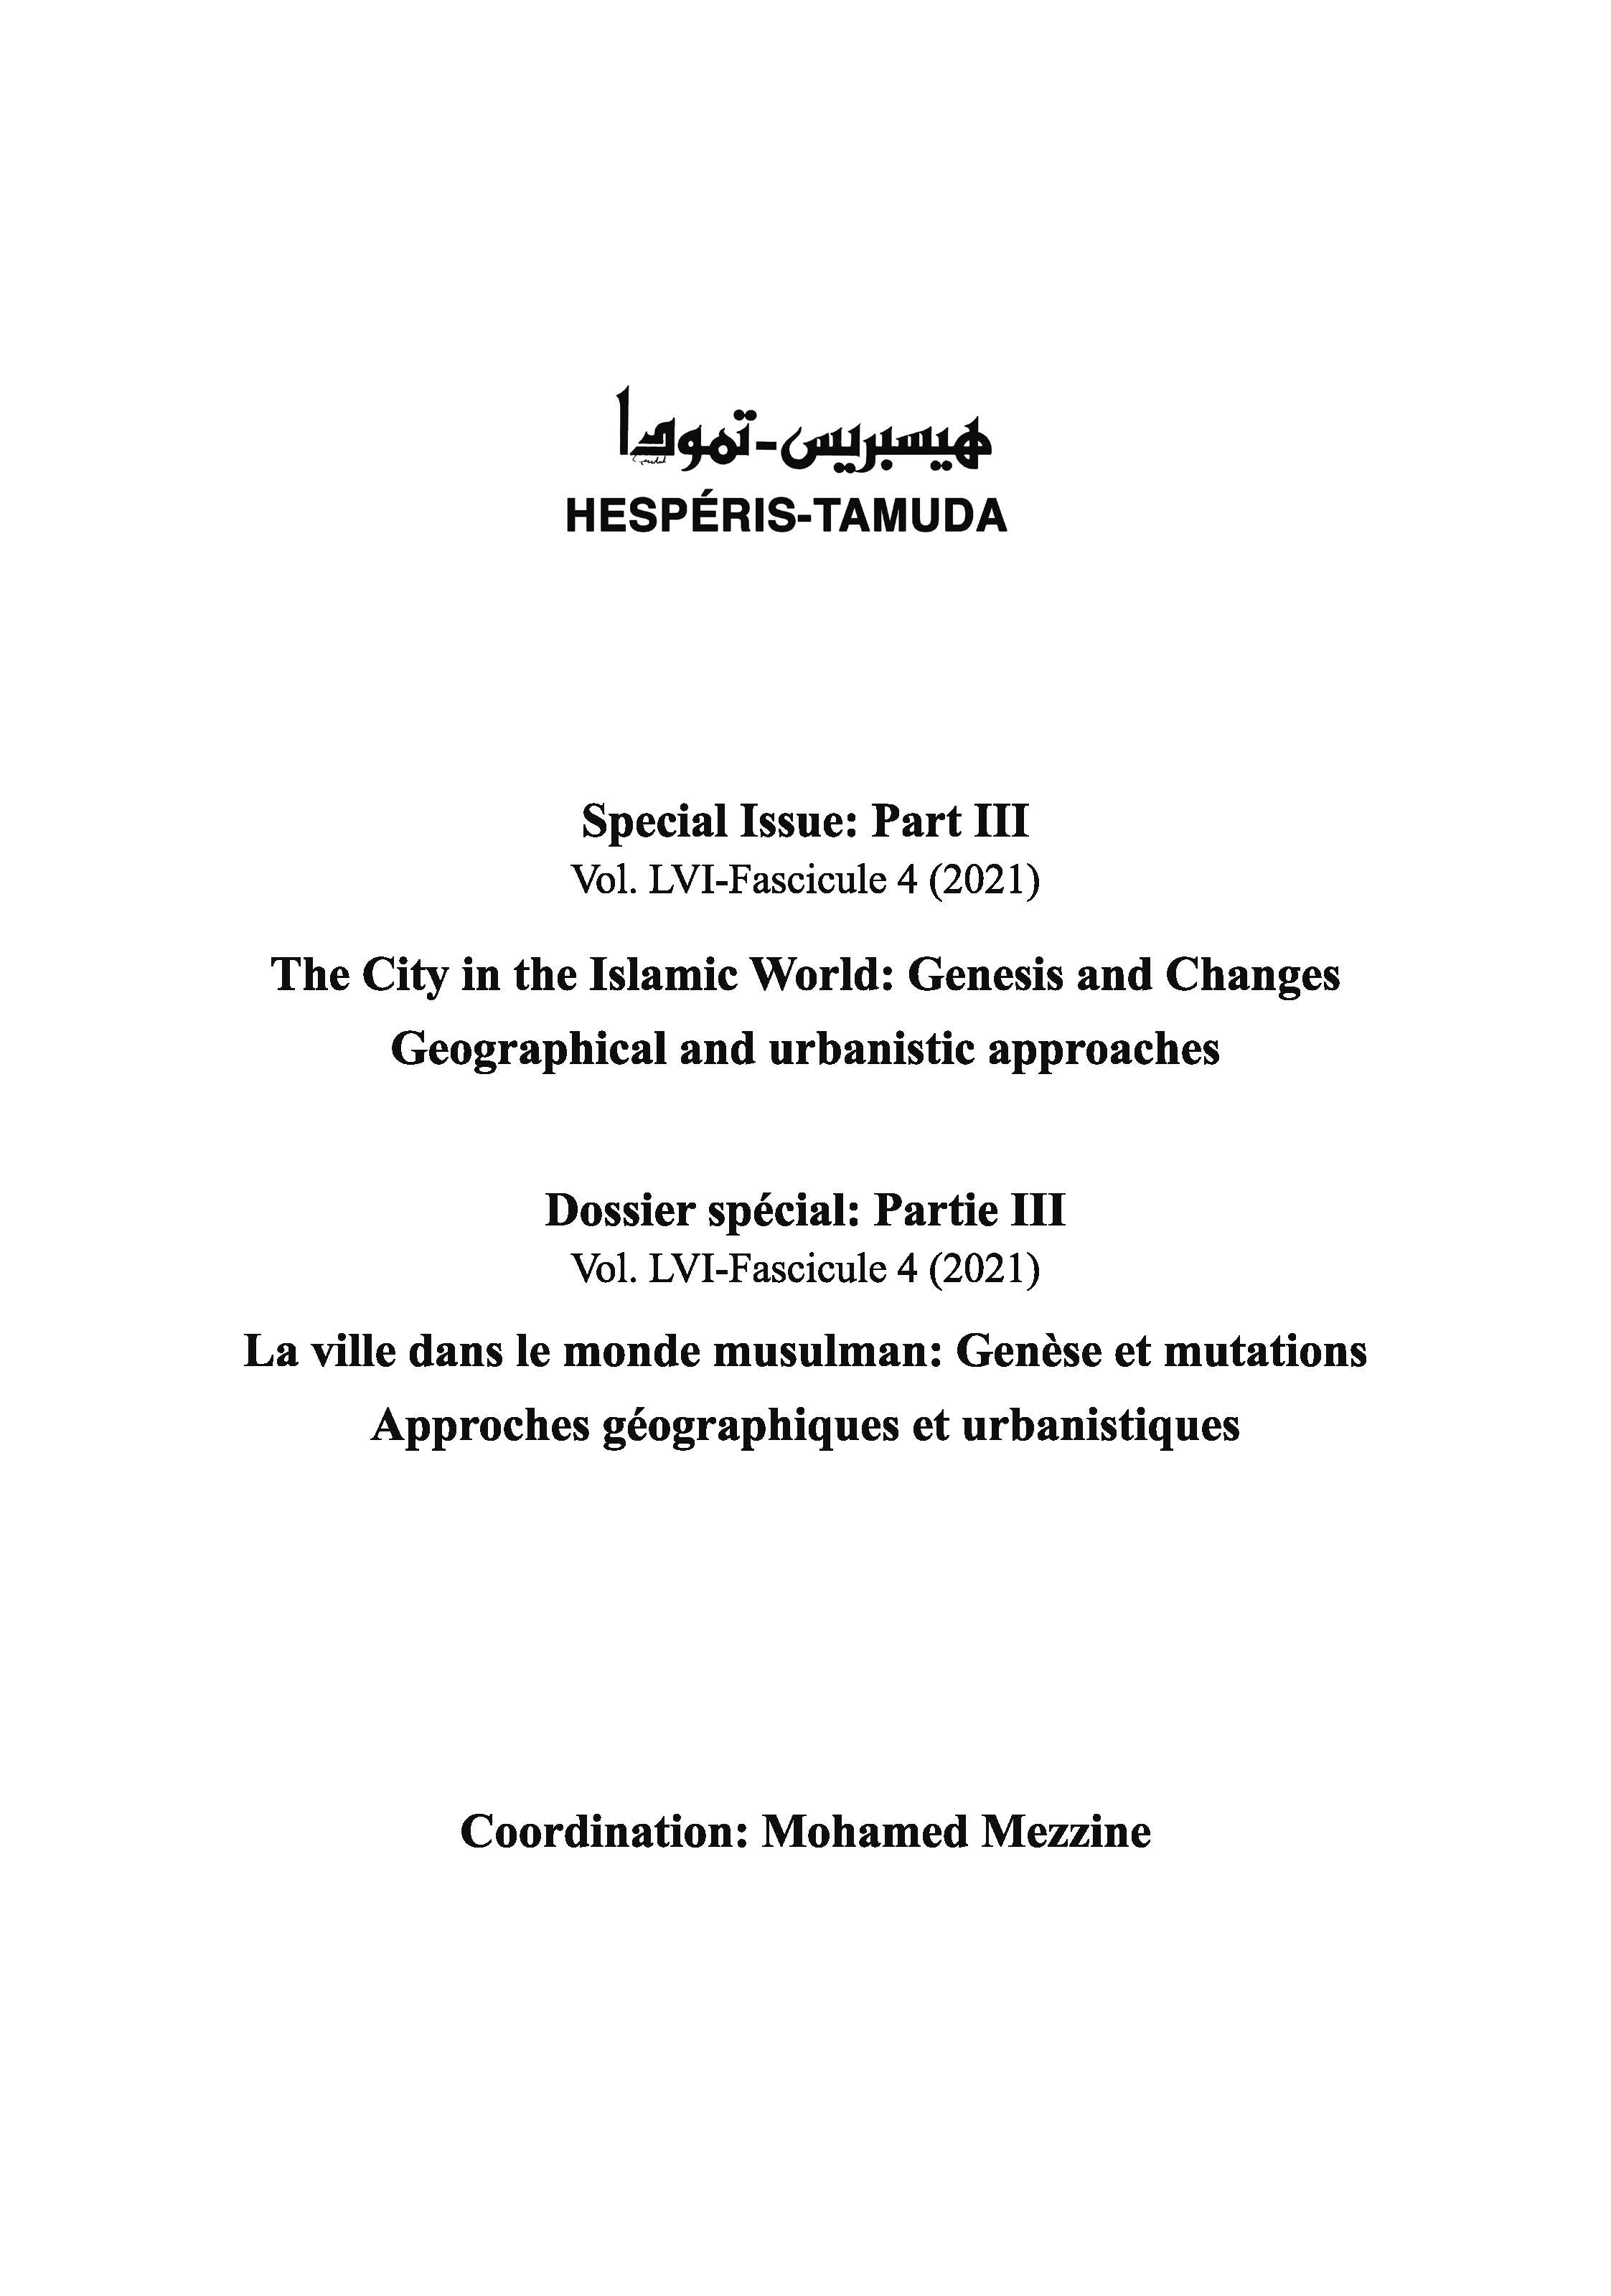 هيسبريس-تمودا
HESPÉRIS-TAMUDA
Special Issue: Part III
Vol. LVI-Fascicule 4 (2021)
The City in the Islamic World: Genesis and Changes
Geographical and urbanistic approaches
Dossier spécial: Partie III
Vol. LVI-Fascicule 4 (2021)
La ville dans le monde musulman: Genèse et mutations
Approches géographiques et urbanistiques
Coordination: Mohamed Mezzine